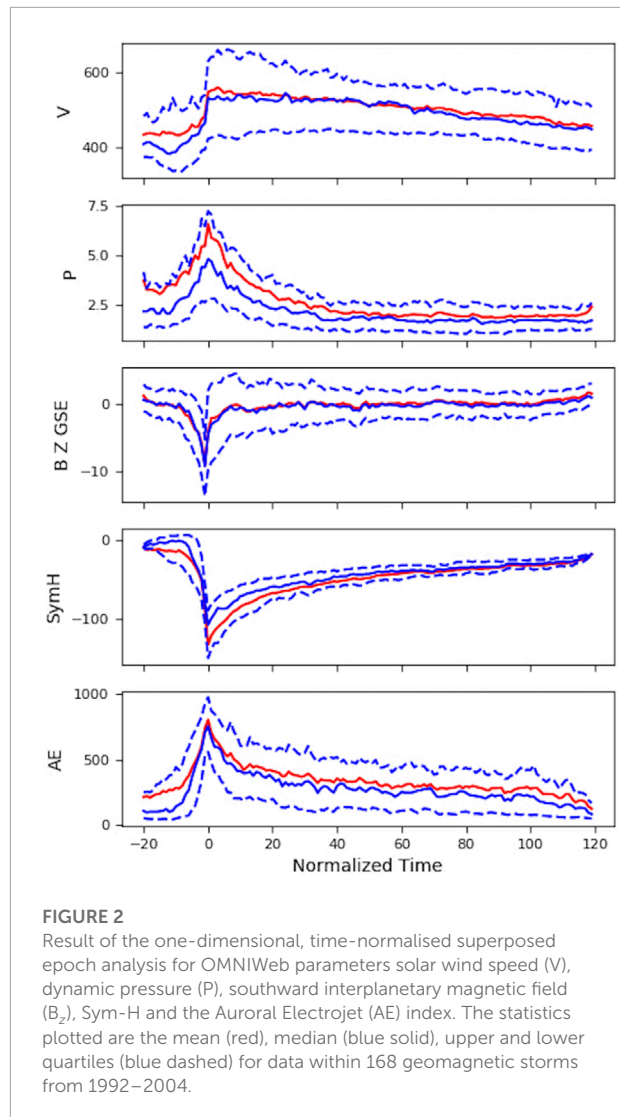 600
400
V
7.5
5.0
2.5
P
0
−10
B Z GSE
0
−100
SymH
1000
500
0
AE
−20 0 20 40 60 80 100 120
Normalized Time
FIGURE 2
Result of the one-dimensional, time-normalised superposed
epoch analysis for OMNIWeb parameters solar wind speed (V),
dynamic pressure (P), southward interplanetary magnetic field
(Bz), Sym-H and the Auroral Electrojet (AE) index. The statistics
plotted are the mean (red), median (blue solid), upper and lower
quartiles (blue dashed) for data within 168 geomagnetic storms
from 1992–2004.